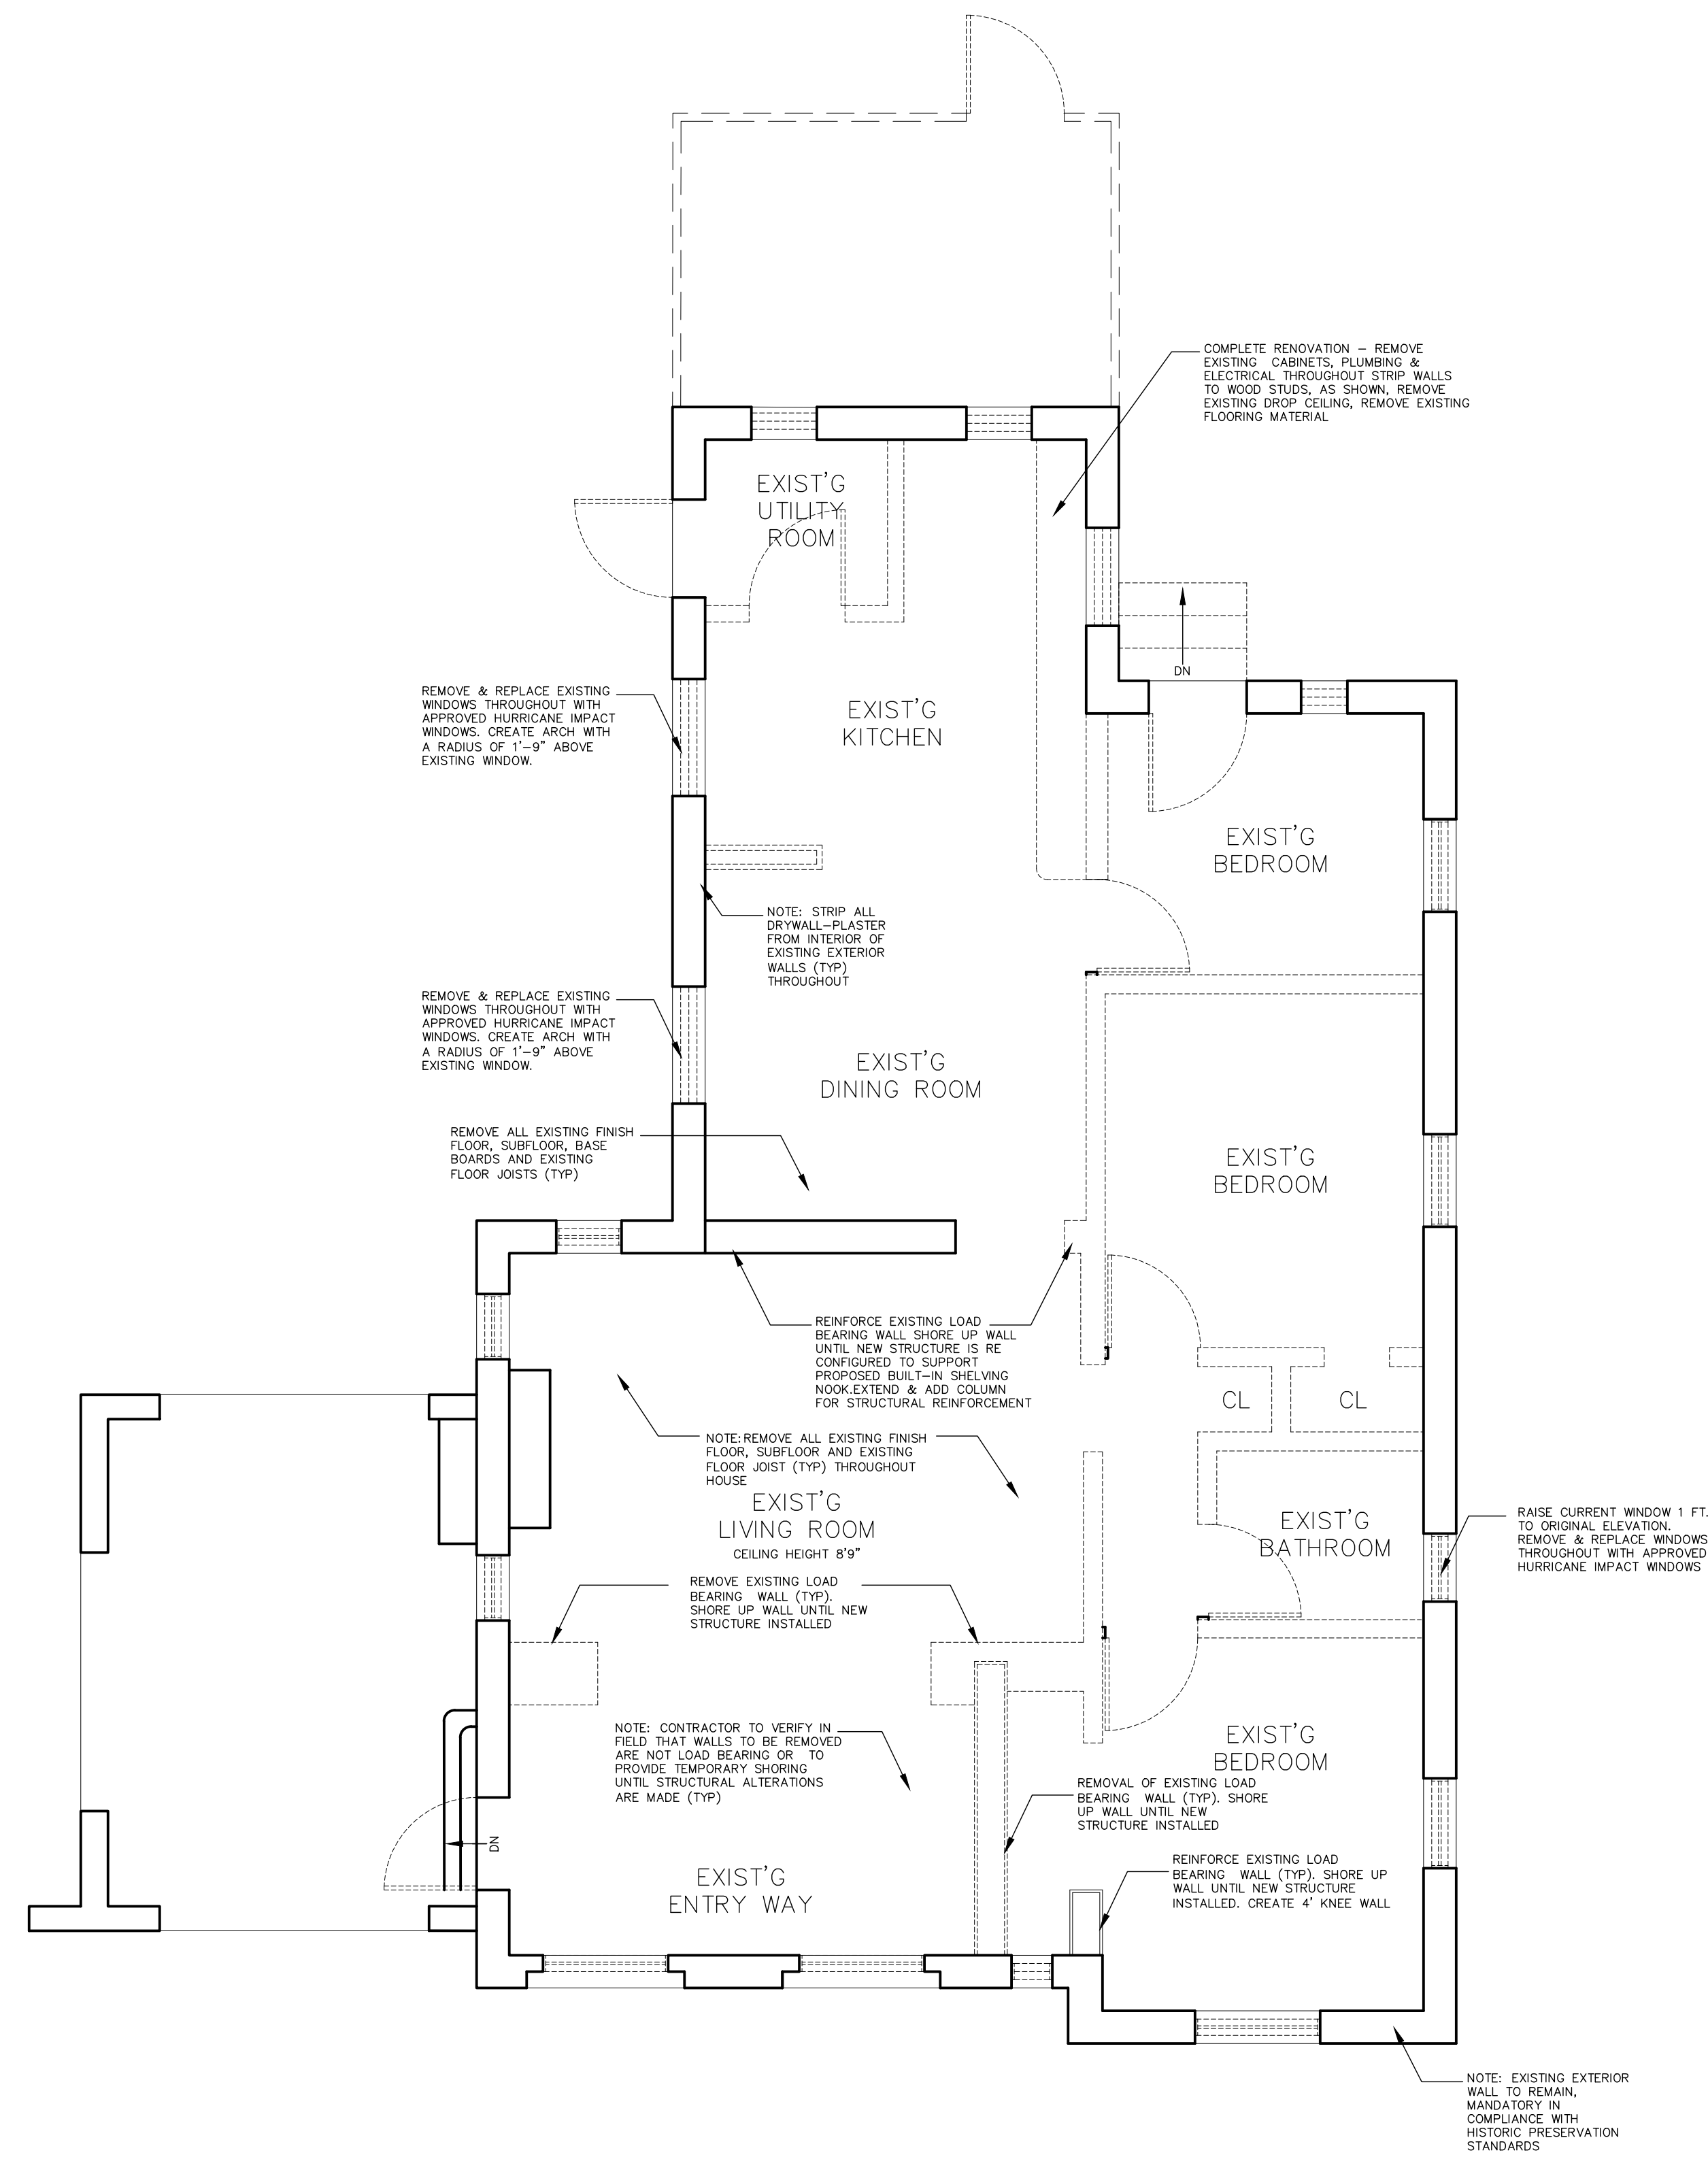 COMPLETE RENOVATION – REMOVE
EXISTING CABINETS, PLUMBING &
ELECTRICAL THROUGHOUT STRIP WALLS
TO WOOD STUDS, AS SHOWN, REMOVE
EXISTING DROP CEILING, REMOVE EXISTING
FLOORING MATERIAL
EXIST'G
UTILITY
ROOM
DN
REMOVE & REPLACE EXISTING
WINDOWS THROUGHOUT WITH
APPROVED HURRICANE IMPACT
WINDOWS. CREATE ARCH WITH
A RADIUS OF 1'–9" ABOVE
EXISTING WINDOW.
EXIST'G
KITCHEN
EXIST'G
BEDROOM
NOTE: STRIP ALL
DRYWALL–PLASTER
FROM INTERIOR OF
EXISTING EXTERIOR
WALLS (TYP)
THROUGHOUT
REMOVE & REPLACE EXISTING
WINDOWS THROUGHOUT WITH
APPROVED HURRICANE IMPACT
WINDOWS. CREATE ARCH WITH
A RADIUS OF 1'–9" ABOVE
EXISTING WINDOW.
EXIST'G
DINING ROOM
REMOVE ALL EXISTING FINISH
FLOOR, SUBFLOOR, BASE
BOARDS AND EXISTING
FLOOR JOISTS (TYP)
EXIST'G
BEDROOM
REINFORCE EXISTING LOAD
BEARING WALL SHORE UP WALL
UNTIL NEW STRUCTURE IS RE
CONFIGURED TO SUPPORT
PROPOSED BUILT–IN SHELVING
NOOK.EXTEND & ADD COLUMN
FOR STRUCTURAL REINFORCEMENT
CL
CL
NOTE:REMOVE ALL EXISTING FINISH
FLOOR, SUBFLOOR AND EXISTING
FLOOR JOIST (TYP) THROUGHOUT
HOUSE
EXIST'G
LIVING ROOM
CEILING HEIGHT 8'9"
EXIST'G
BATHROOM
RAISE CURRENT WINDOW 1 FT.
TO ORIGINAL ELEVATION.
REMOVE & REPLACE WINDOWS
THROUGHOUT WITH APPROVED
HURRICANE IMPACT WINDOWS
REMOVE EXISTING LOAD
BEARING WALL (TYP).
SHORE UP WALL UNTIL NEW
STRUCTURE INSTALLED
NOTE: CONTRACTOR TO VERIFY IN
FIELD THAT WALLS TO BE REMOVED
ARE NOT LOAD BEARING OR TO
PROVIDE TEMPORARY SHORING
UNTIL STRUCTURAL ALTERATIONS
ARE MADE (TYP)
EXIST'G
BEDROOM
REMOVAL OF EXISTING LOAD
BEARING WALL (TYP). SHORE
UP WALL UNTIL NEW
STRUCTURE INSTALLED
DN
REINFORCE EXISTING LOAD
BEARING WALL (TYP). SHORE UP
WALL UNTIL NEW STRUCTURE
INSTALLED. CREATE 4' KNEE WALL
EXIST'G
ENTRY WAY
NOTE: EXISTING EXTERIOR
WALL TO REMAIN,
MANDATORY IN
COMPLIANCE WITH
HISTORIC PRESERVATION
STANDARDS